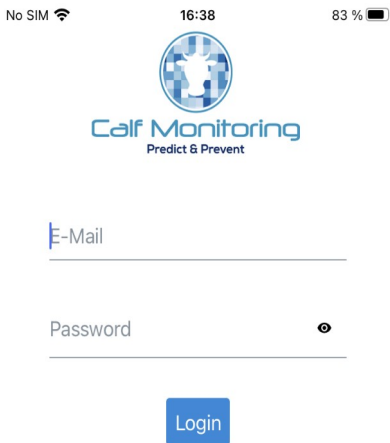 No SIM 16:38 83 %
Calf Monitoring
Predict & Prevent
E-Mail
Password
Login